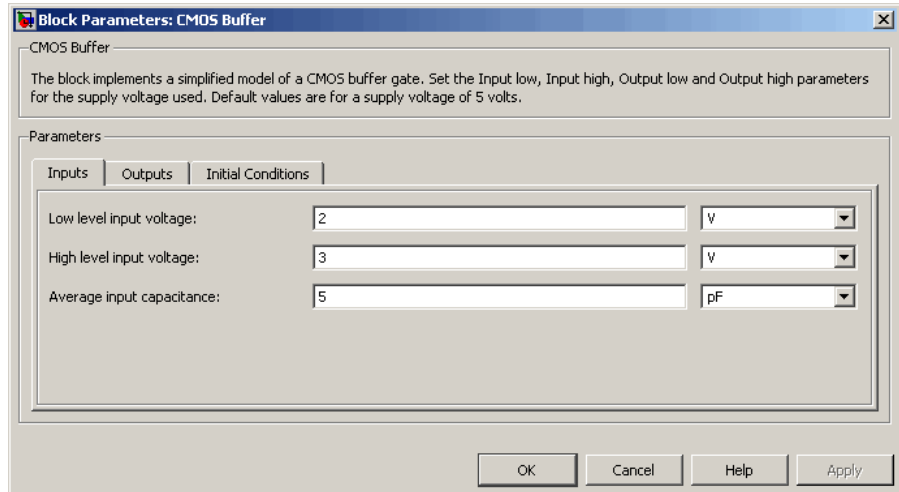 Block Parameters: CMOS Buffer
CMOS Buffer
The block implements a simplified model of a CMOS buffer gate. Set the Input low, Input high, Output low and Output high parameters
for the supply voltage used. Default values are for a supply voltage of 5 volts.
Parameters
Inputs Outputs Initial Conditions
Low level input voltage: 2 V
High level input voltage: 3 V
Average input capacitance: 5 pF
OK Cancel Help Apply